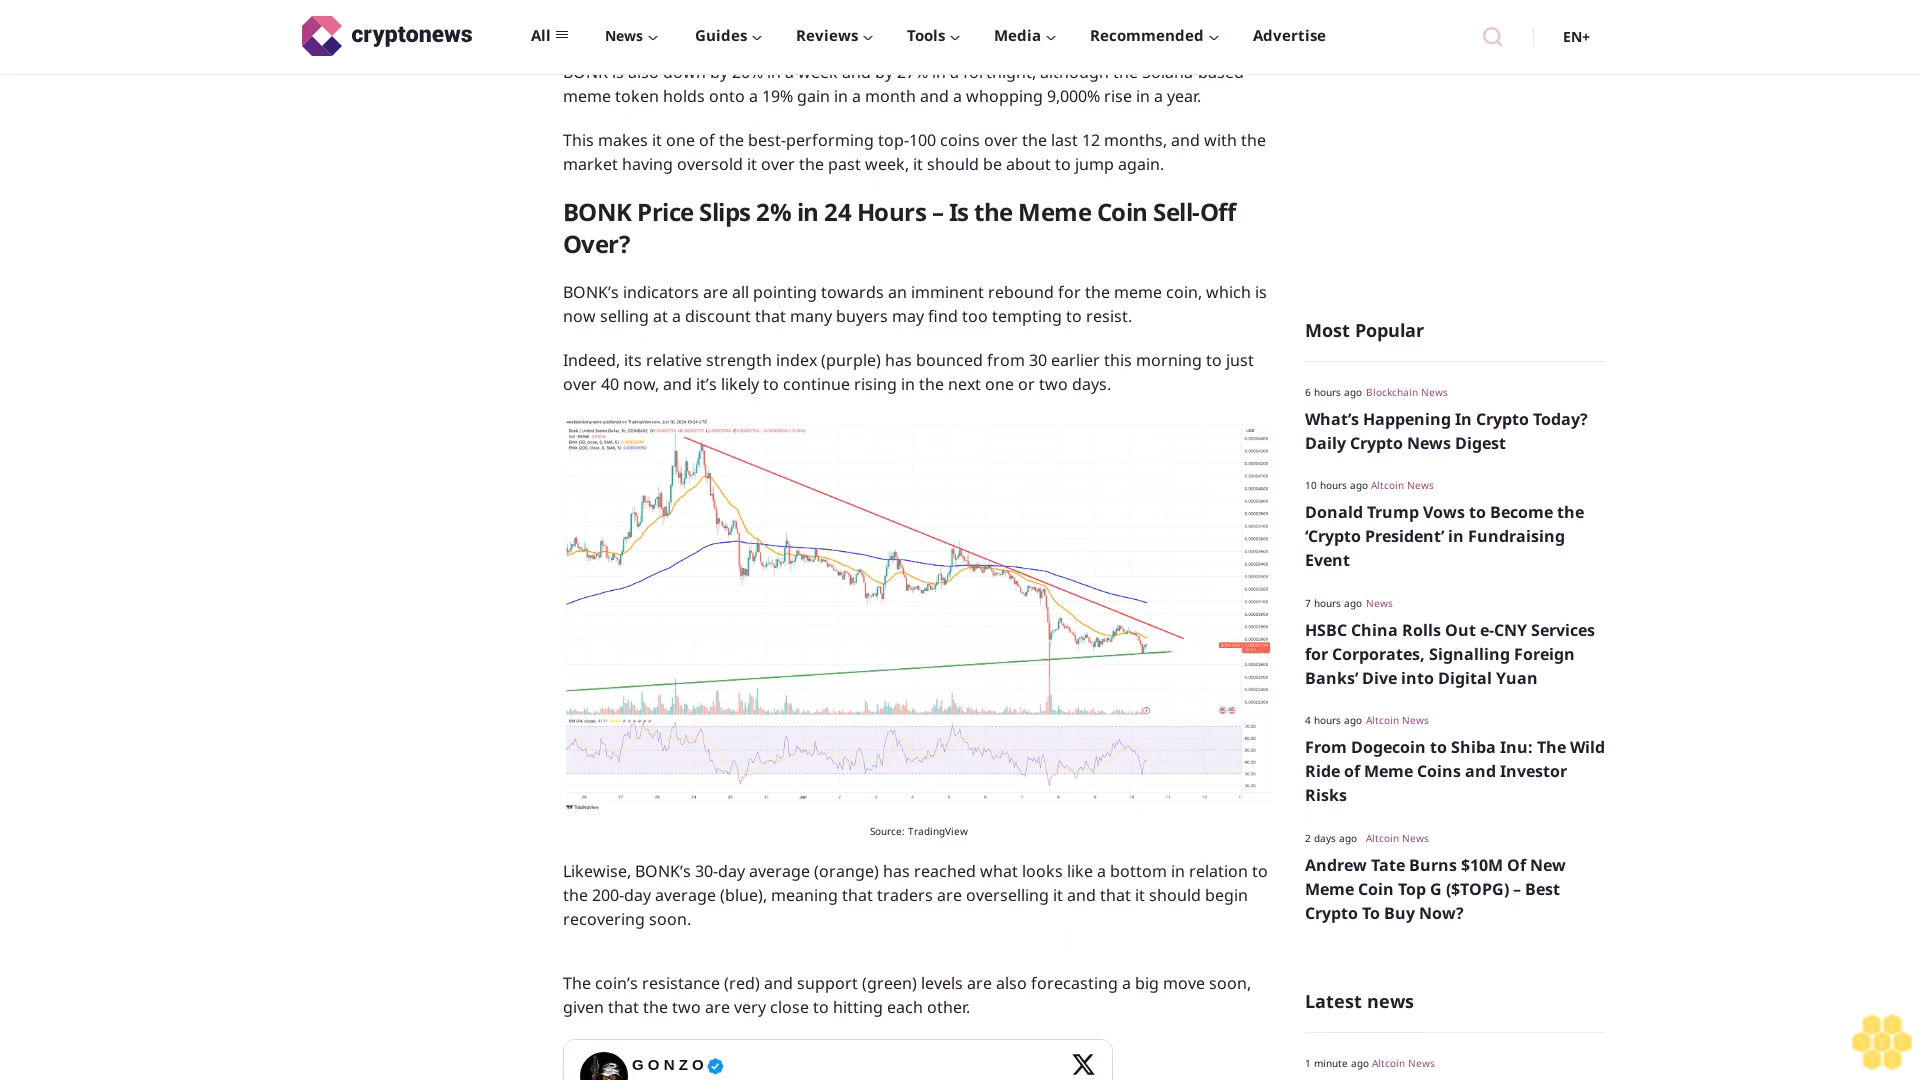 cryptonews
All
News
Guides
Reviews
Tools
Media
Recommended
Advertise
EN+
BONK is also down by 20% in a week and by 27% in a fortnight, although the Solana-based
meme token holds onto a 19% gain in a month and a whopping 9,000% rise in a year.
This makes it one of the best-performing top-100 coins over the last 12 months, and with the
market having oversold it over the past week, it should be about to jump again.
BONK Price Slips 2% in 24 Hours – Is the Meme Coin Sell-Off
Over?
BONK’s indicators are all pointing towards an imminent rebound for the meme coin, which is
now selling at a discount that many buyers may find too tempting to resist.
Indeed, its relative strength index (purple) has bounced from 30 earlier this morning to just
over 40 now, and it’s likely to continue rising in the next one or two days.
TradingView
Source: TradingView
Likewise, BONK’s 30-day average (orange) has reached what looks like a bottom in relation to
the 200-day average (blue), meaning that traders are overselling it and that it should begin
recovering soon.
The coin’s resistance (red) and support (green) levels are also forecasting a big move soon,
given that the two are very close to hitting each other.
G O N Z O
Most Popular
6 hours ago Blockchain News
What’s Happening In Crypto Today?
Daily Crypto News Digest
10 hours ago Altcoin News
Donald Trump Vows to Become the
‘Crypto President’ in Fundraising
Event
7 hours ago News
HSBC China Rolls Out e-CNY Services
for Corporates, Signalling Foreign
Banks’ Dive into Digital Yuan
4 hours ago Altcoin News
From Dogecoin to Shiba Inu: The Wild
Ride of Meme Coins and Investor
Risks
2 days ago Altcoin News
Andrew Tate Burns $10M Of New
Meme Coin Top G ($TOPG) – Best
Crypto To Buy Now?
Latest news
1 minute ago Altcoin News